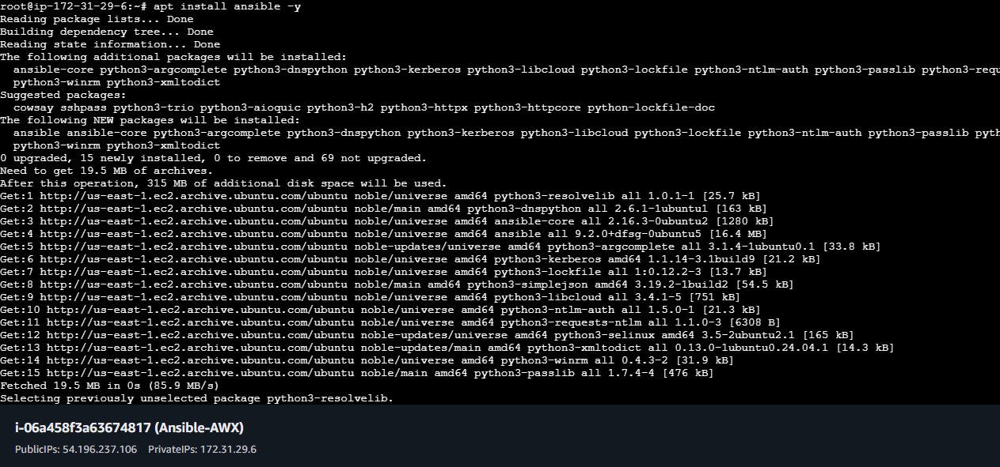 root@ip-172-31-29-6:~# apt install ansible -y
Reading package lists... Done
Building dependency tree... Done
Reading state information... Done
The following additional packages will be installed:
  ansible-core python3-argcomplete python3-dnspython python3-kerberos python3-libcloud python3-lockfile python3-ntlm-auth python3-passlib python3-requ
  python3-winrm python3-xmltodict
Suggested packages:
  cowsay sshpass python3-trio python3-aioquic python3-h2 python3-httpx python3-httpcore python-lockfile-doc
The following NEW packages will be installed:
  ansible ansible-core python3-argcomplete python3-dnspython python3-kerberos python3-libcloud python3-lockfile python3-ntlm-auth python3-passlib pyth
  python3-winrm python3-xmltodict
0 upgraded, 15 newly installed, 0 to remove and 69 not upgraded.
Need to get 19.5 MB of archives.
After this operation, 315 MB of additional disk space will be used.
Get:1 http://us-east-1.ec2.archive.ubuntu.com/ubuntu noble/universe amd64 python3-resolvelib all 1.0.1-1 [25.7 kB]
Get:2 http://us-east-1.ec2.archive.ubuntu.com/ubuntu noble/main amd64 python3-dnspython all 2.6.1-1ubuntu1 [163 kB]
Get:3 http://us-east-1.ec2.archive.ubuntu.com/ubuntu noble/universe amd64 ansible-core all 2.16.3-0ubuntu2 [1280 kB]
Get:4 http://us-east-1.ec2.archive.ubuntu.com/ubuntu noble/universe amd64 ansible all 9.2.0+dfsg-0ubuntu5 [16.4 MB]
Get:5 http://us-east-1.ec2.archive.ubuntu.com/ubuntu noble-updates/universe amd64 python3-argcomplete all 3.1.4-1ubuntu0.1 [33.8 kB]
Get:6 http://us-east-1.ec2.archive.ubuntu.com/ubuntu noble/universe amd64 python3-kerberos amd64 1.1.14-3.1build9 [21.2 kB]
Get:7 http://us-east-1.ec2.archive.ubuntu.com/ubuntu noble/universe amd64 python3-lockfile all 1:0.12.2-3 [13.7 kB]
Get:8 http://us-east-1.ec2.archive.ubuntu.com/ubuntu noble/main amd64 python3-simplejson amd64 3.19.2-1build2 [54.5 kB]
Get:9 http://us-east-1.ec2.archive.ubuntu.com/ubuntu noble/universe amd64 python3-libcloud all 3.4.1-5 [751 kB]
Get:10 http://us-east-1.ec2.archive.ubuntu.com/ubuntu noble/universe amd64 python3-ntlm-auth all 1.5.0-1 [21.3 kB]
Get:11 http://us-east-1.ec2.archive.ubuntu.com/ubuntu noble/universe amd64 python3-requests-ntlm all 1.1.0-3 [6308 B]
Get:12 http://us-east-1.ec2.archive.ubuntu.com/ubuntu noble-updates/universe amd64 python3-selinux amd64 3.5-2ubuntu2.1 [165 kB]
Get:13 http://us-east-1.ec2.archive.ubuntu.com/ubuntu noble-updates/main amd64 python3-xmltodict all 0.13.0-1ubuntu0.24.04.1 [14.3 kB]
Get:14 http://us-east-1.ec2.archive.ubuntu.com/ubuntu noble/universe amd64 python3-winrm all 0.4.3-2 [31.9 kB]
Get:15 http://us-east-1.ec2.archive.ubuntu.com/ubuntu noble/main amd64 python3-passlib all 1.7.4-4 [476 kB]
Fetched 19.5 MB in 0s (85.9 MB/s)
Selecting previously unselected package python3-resolvelib.
i-06a458f3a63674817 (Ansible-AWX)
PublicIPs: 54.196.237.106 PrivateIPs: 172.31.29.6